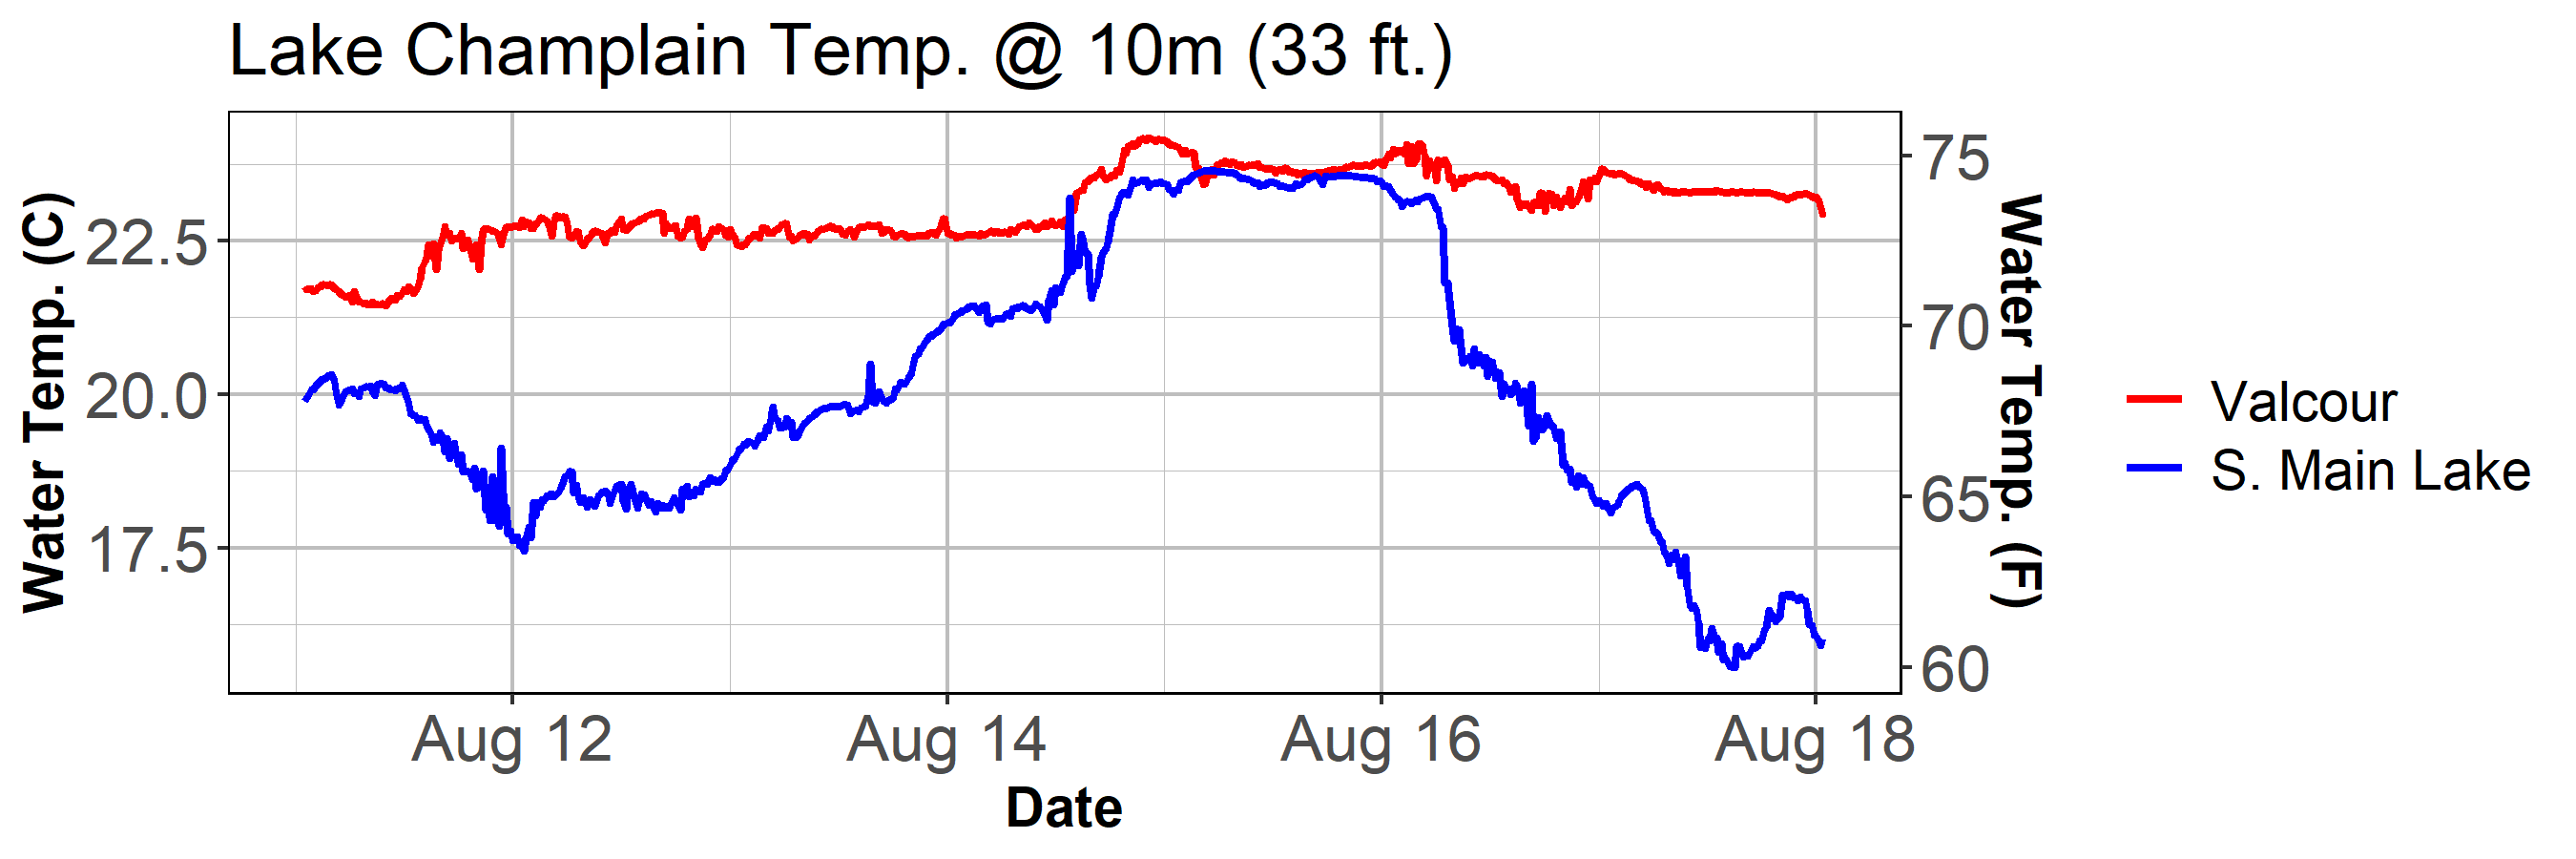 Lake Champlain Temp. @ 10m (33 ft.)
Water Temp. (C)
22.5
20.0
17.5
75
70
65
60
Water Temp. (F)
Aug 12
Aug 14
Aug 16
Aug 18
Date
Valcour
S. Main Lake